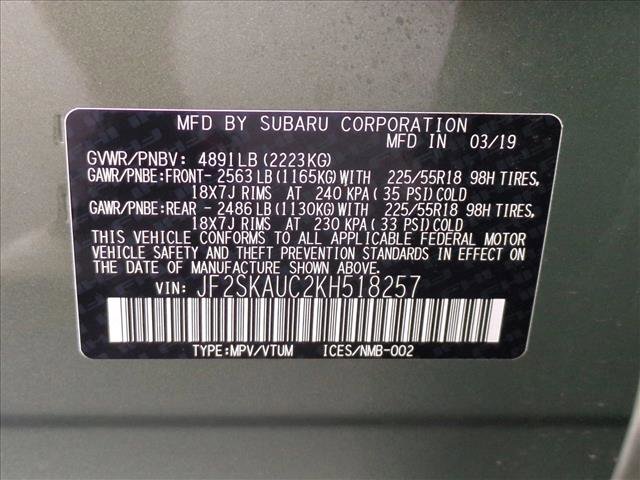 MFD BY SUBARU CORPORATION
MFD IN 03/19
GVWR/PNBV: 4891LB(2223KG)
GAWR/PNBE:FRONT-2563LB(1165KG)WITH 225/55R18 98H TIRES,
18X7J RIMS AT 240 KPA(35 PSI)COLD
GAWR/PNBE:REAR -2486LB(1130KG)WITH 225/55R18 98H TIRES,
18X7J RIMS AT 230 KPA(33 PSI)COLD
THIS VEHICLE CONFORMS TO ALL APPLICABLE FEDERAL MOTOR
VEHICLE SAFETY AND THEFT PREVENTION STANDARDS IN EFFECT ON
THE DATE OF MANUFACTURE SHOWN ABOVE.
VIN: JF2SKAUC2KH518257
TYPE:MPV/VTUM ICES/NMB-002